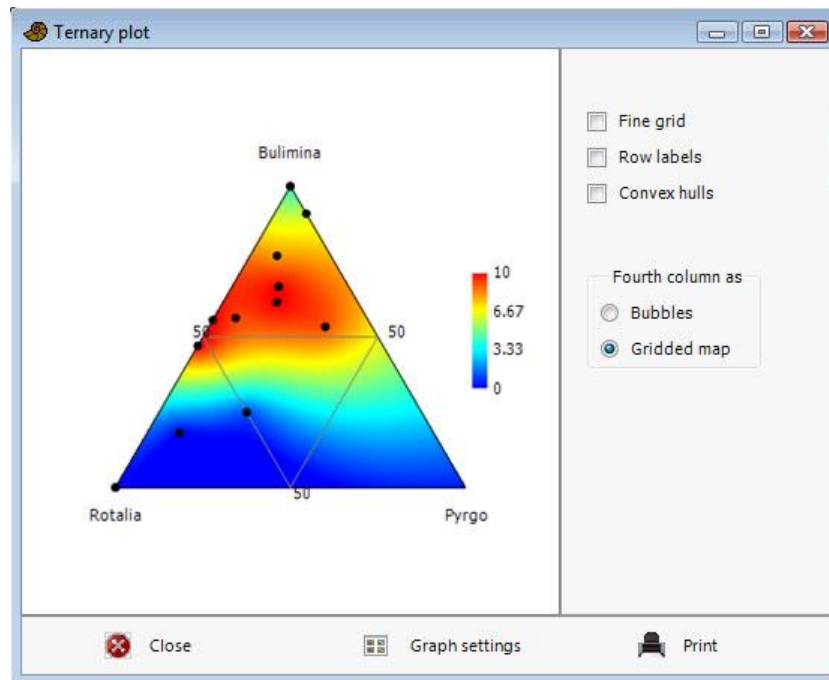 Ternary plot
Fine grid
Row labels
Convex hulls
Bulimina
10
6.67
3.33
0
Fourth column as
Bubbles
Gridded map
50
50
50
Rotalia
Pyrgo
Close
Graph settings
Print